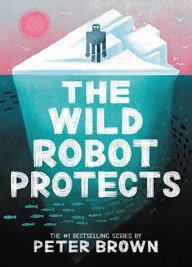 THE
WILD
ROBOT
PROTECTS
THE #1 BESTSELLING SERIES BY
PETER BROWN